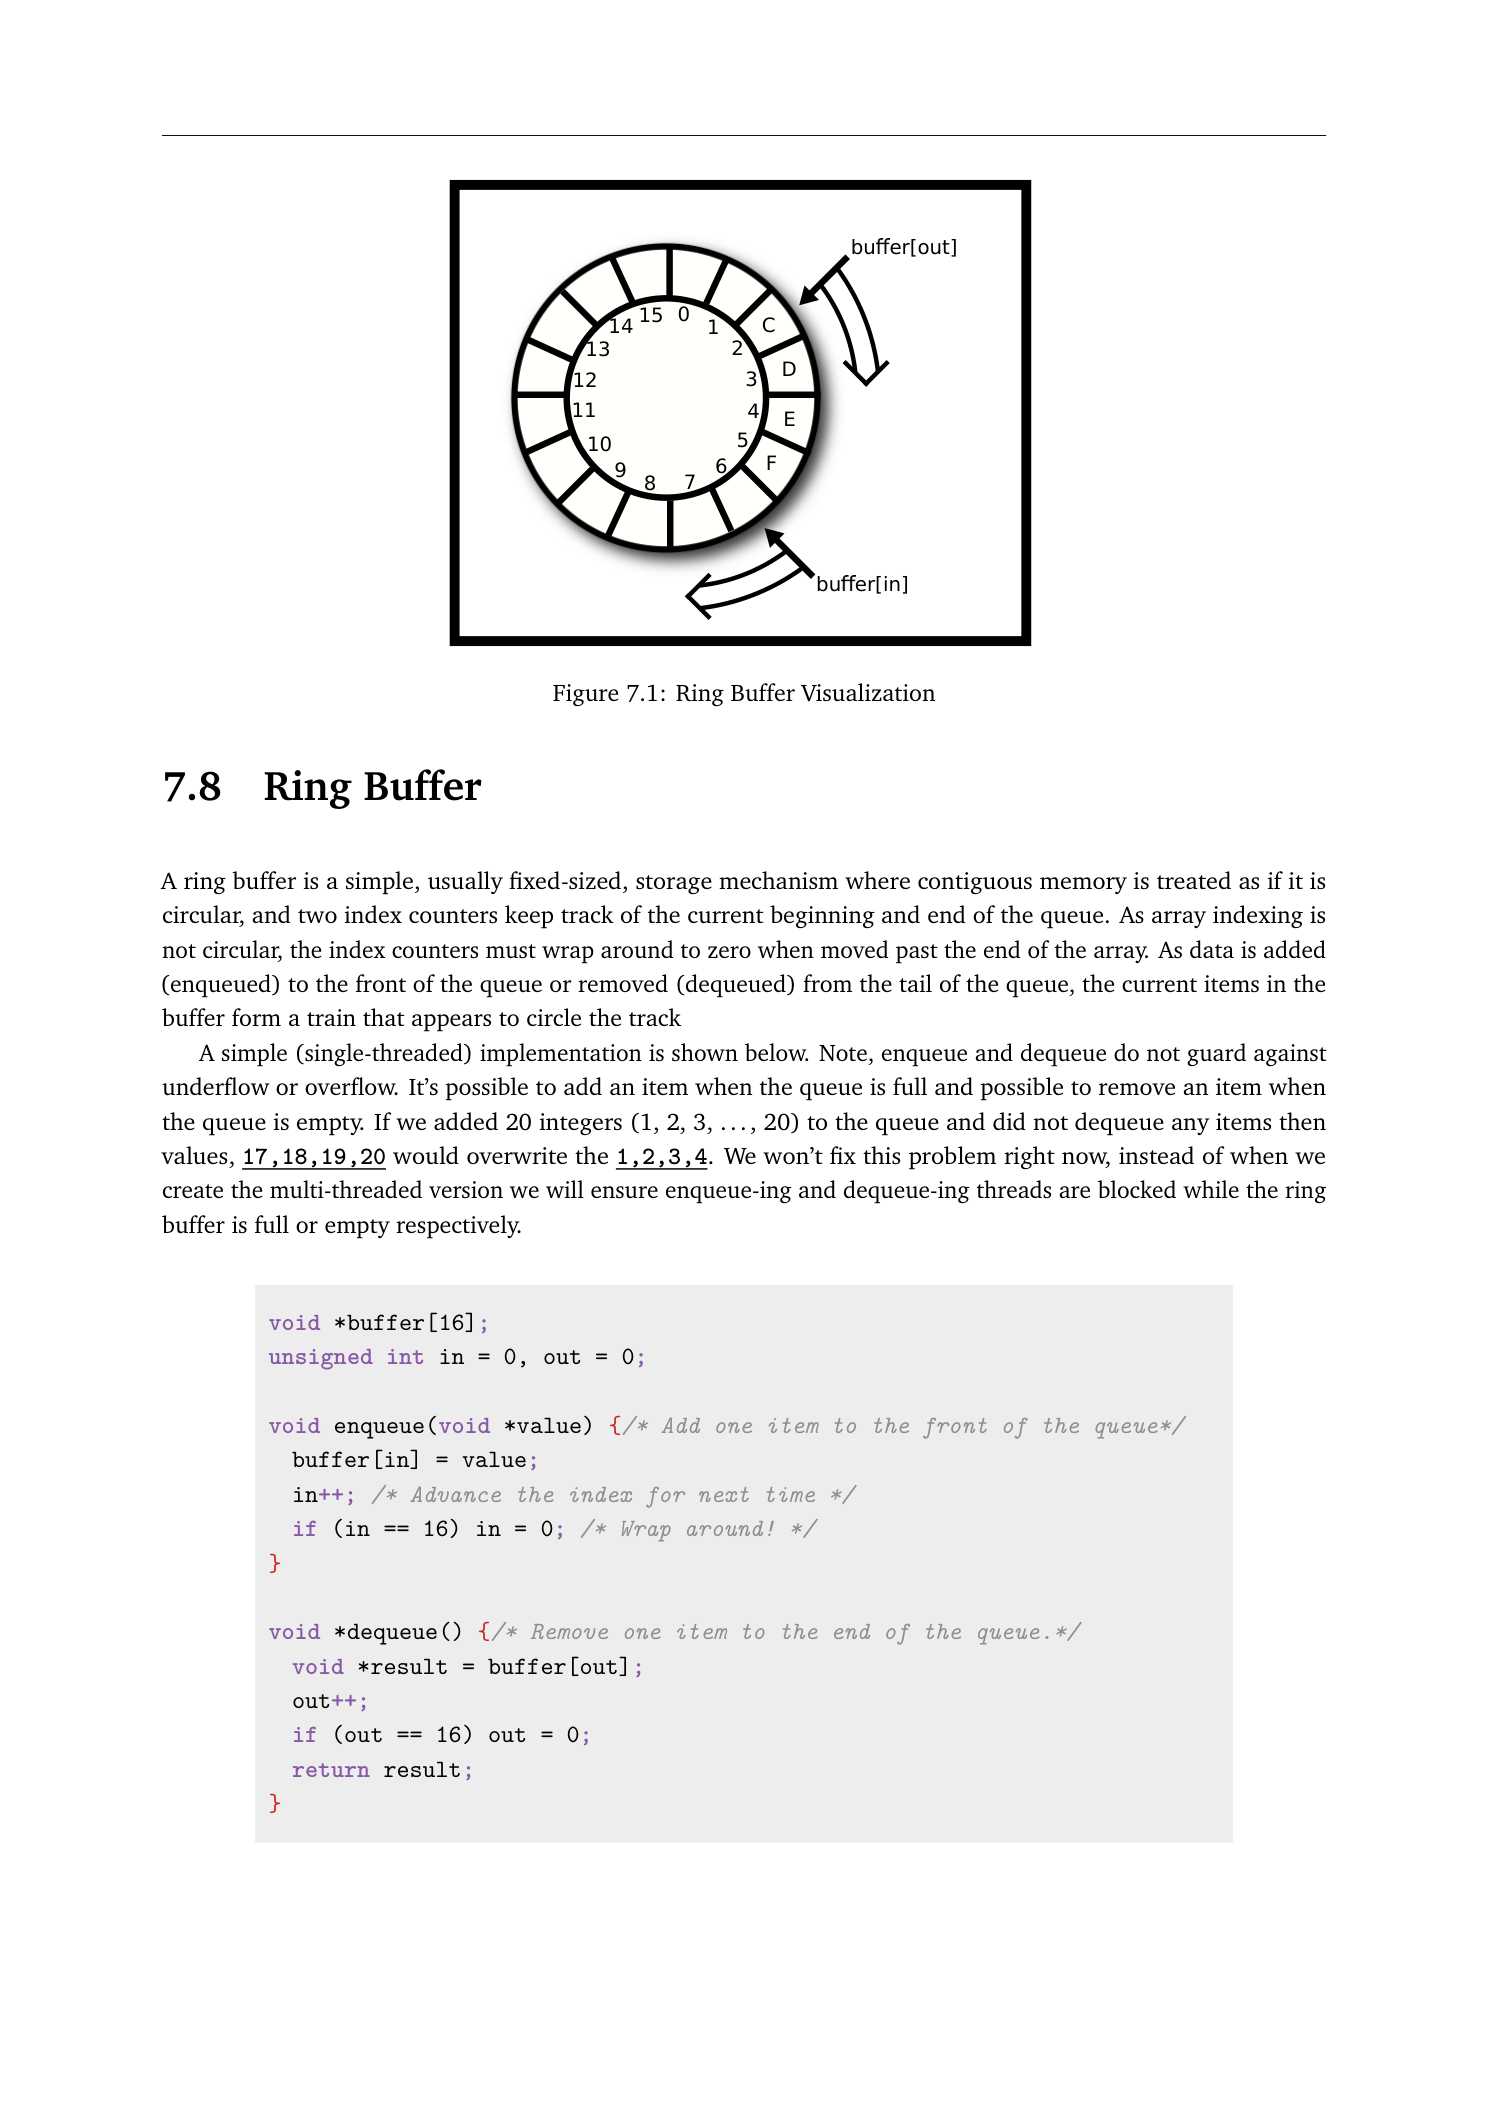 buffer[out]
C
D
E
F
0
1
2
3
4
5
6
7
8
9
10
11
12
13
14
15
buffer[in]
Figure 7.1: Ring Buffer Visualization
7.8 Ring Buffer
A ring buffer is a simple, usually fixed-sized, storage mechanism where contiguous memory is treated as if it is
circular, and two index counters keep track of the current beginning and end of the queue. As array indexing is
not circular, the index counters must wrap around to zero when moved past the end of the array. As data is added
(enqueued) to the front of the queue or removed (dequeued) from the tail of the queue, the current items in the
buffer form a train that appears to circle the track
A simple (single-threaded) implementation is shown below. Note, enqueue and dequeue do not guard against
underflow or overflow. It's possible to add an item when the queue is full and possible to remove an item when
the queue is empty. If we added 20 integers (1, 2, 3, . . . , 20) to the queue and did not dequeue any items then
values, 17,18,19,20 would overwrite the 1,2,3,4. We won't fix this problem right now, instead of when we
create the multi-threaded version we will ensure enqueue-ing and dequeue-ing threads are blocked while the ring
buffer is full or empty respectively.
void *buffer[16];
unsigned int in = 0, out = 0;
void enqueue(void *value) {/* Add one item to the front of the queue*/
buffer[in] = value;
in++; /* Advance the index for next time */
if (in == 16) in = 0; /* Wrap around! */
}
void *dequeue() {/* Remove one item to the end of the queue.*/
void *result = buffer[out];
out++;
if (out == 16) out = 0;
return result;
}